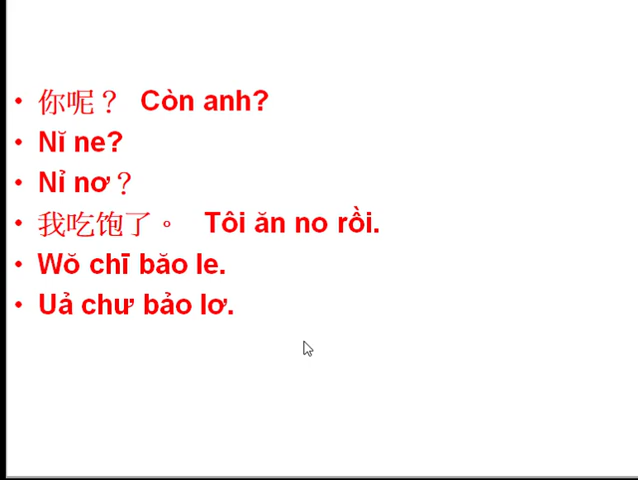 你呢？ Còn anh?
Nĭ ne?
Nỉ nơ？
我吃饱了。 Tôi ăn no rồi.
Wŏ chī băo le.
Uả chư bảo lơ.